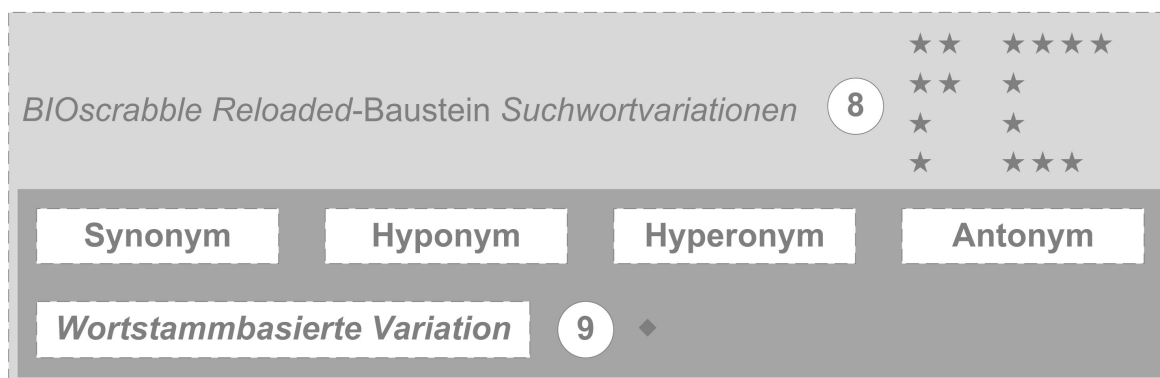 BIOscrabble Reloaded-Baustein Suchwortvariationen 8
Synonym Hyponym Hyperonym Antonym
Wortstammbasierte Variation 9